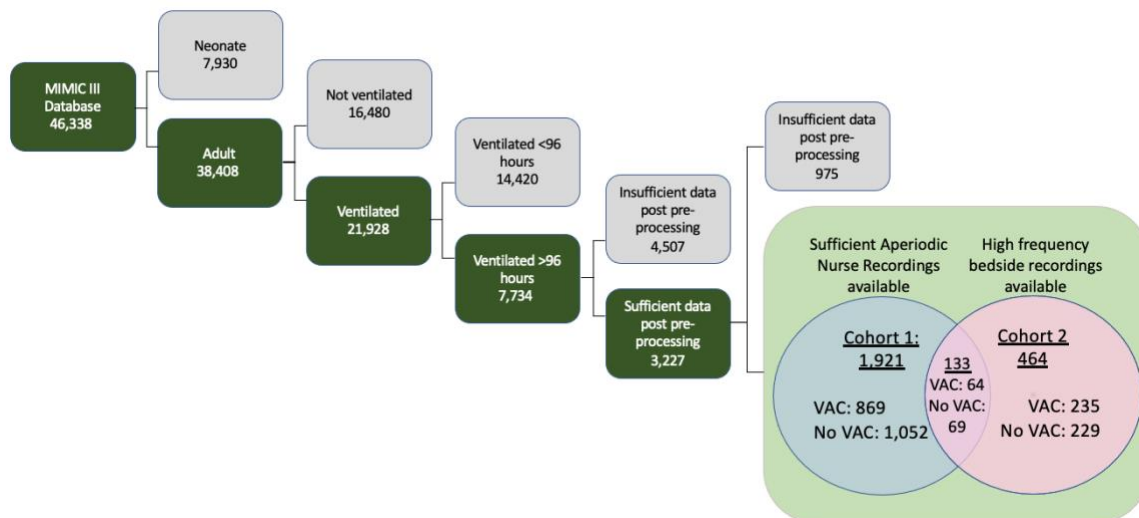 MIMIC III
Database
46,338
Neonate
7,930
Adult
38,408
Not ventilated
16,480
Ventilated
21,928
Ventilated <96
hours
14,420
Ventilated >96
hours
7,734
Insufficient data
post pre-
processing
4,507
Sufficient data
post pre-
processing
3,227
Insufficient data
post pre-
processing
975
Sufficient Aperiodic
Nurse Recordings
available
High frequency
bedside recordings
available
Cohort 1:
1,921
VAC: 869
No VAC: 1,052
133
VAC: 64
No VAC:
69
Cohort 2
464
VAC: 235
No VAC: 229